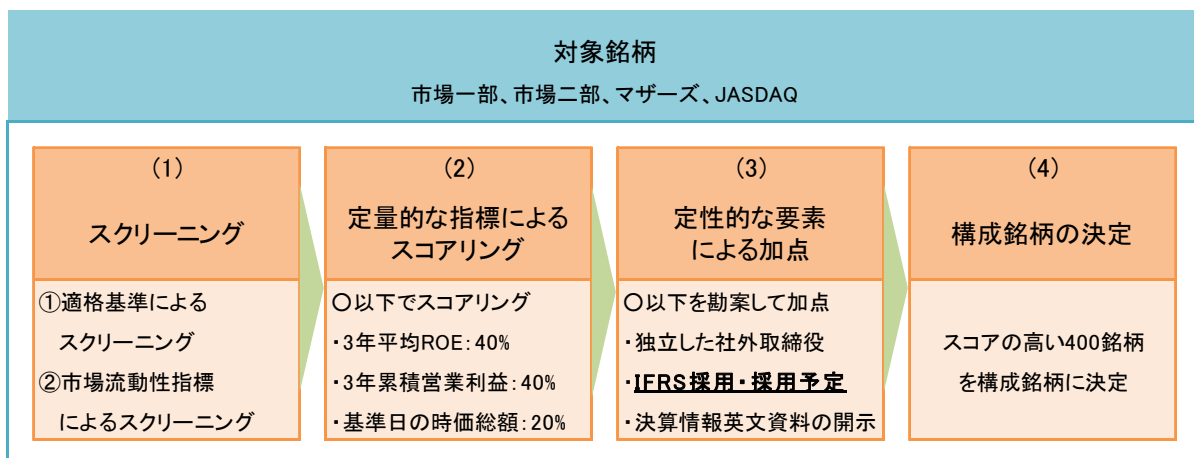 対象銘柄
市場一部、市場二部、マザーズ、JASDAQ
(1)
スクリーニング
①適格基準による
スクリーニング
②市場流動性指標
によるスクリーニング
(2)
定量的な指標による
スコアリング
○以下でスコアリング
・3年平均ROE:40%
・3年累積営業利益:40%
・基準日の時価総額:20%
(3)
定性的な要素
による加点
○以下を勘案して加点
・独立した社外取締役
・IFRS採用・採用予定
・決算情報英文資料の開示
(4)
構成銘柄の決定
スコアの高い400銘柄
を構成銘柄に決定